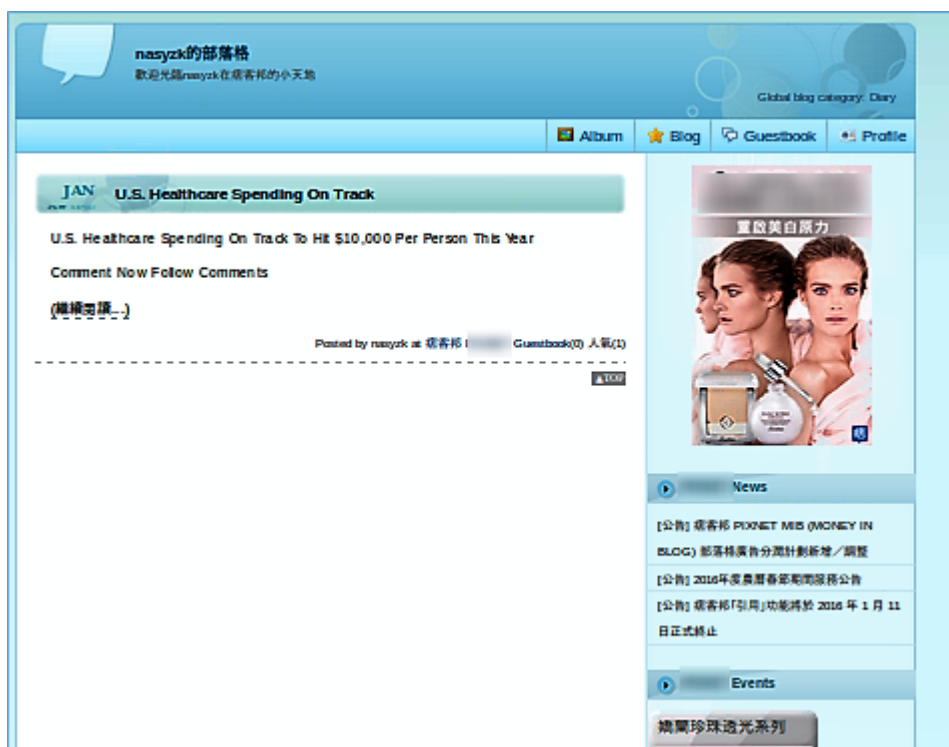 nasyzk的部落格
歡迎光臨nasyzk在痞客邦的小天地
Global blog category: Diary
Album
Blog
Guestbook
Profile
JAN
U.S. Healthcare Spending On Track
U.S. Healthcare Spending On Track To Hit $10,000 Per Person This Year
Comment Now Follow Comments
(繼續閱讀...)
Posted by nasyzk at 痞客邦 Guestbook(0) 人氣(1)
▲TOP
重啟美白原力
News
[公告] 痞客邦 PIXNET MIB (MONEY IN
BLOG) 部落格廣告分潤計劃新增／調整
[公告] 2016年度農曆春節期間服務公告
[公告] 痞客邦「引用」功能將於 2016 年 1 月 11
日正式終止
Events
嬌蘭珍珠透光系列